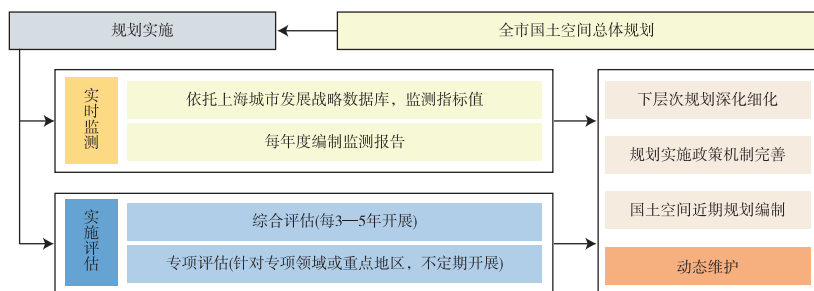 规划实施
全市国土空间总体规划
实时监测
依托上海城市发展战略数据库，监测指标值
每年度编制监测报告
实施评估
综合评估(每3—5年开展)
专项评估(针对专项领域或重点地区，不定期开展)
下层次规划深化细化
规划实施政策机制完善
国土空间近期规划编制
动态维护